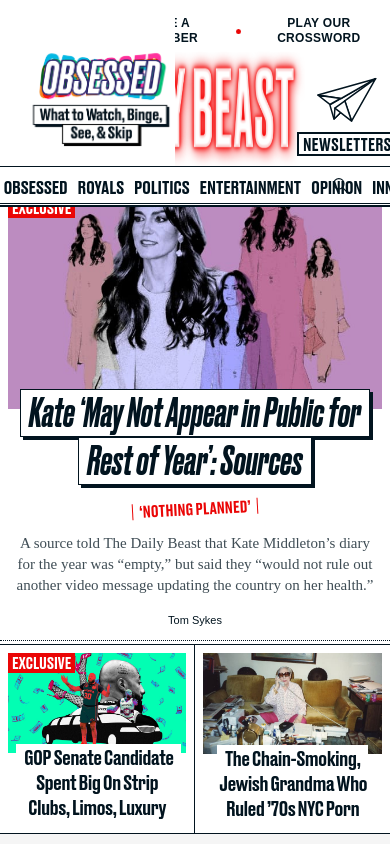 E A
BER
PLAY OUR
CROSSWORD
OBSESSED
What to Watch, Binge,
See, & Skip
Y BEAST
NEWSLETTERS
OBSESSED ROYALS POLITICS ENTERTAINMENT OPINION INN
EXCLUSIVE
Kate ‘May Not Appear in Public for
Rest of Year’: Sources
‘NOTHING PLANNED’
A source told The Daily Beast that Kate Middleton’s diary
for the year was “empty,” but said they “would not rule out
another video message updating the country on her health.”
Tom Sykes
EXCLUSIVE
GOP Senate Candidate
Spent Big On Strip
Clubs, Limos, Luxury
The Chain-Smoking,
Jewish Grandma Who
Ruled ’70s NYC Porn